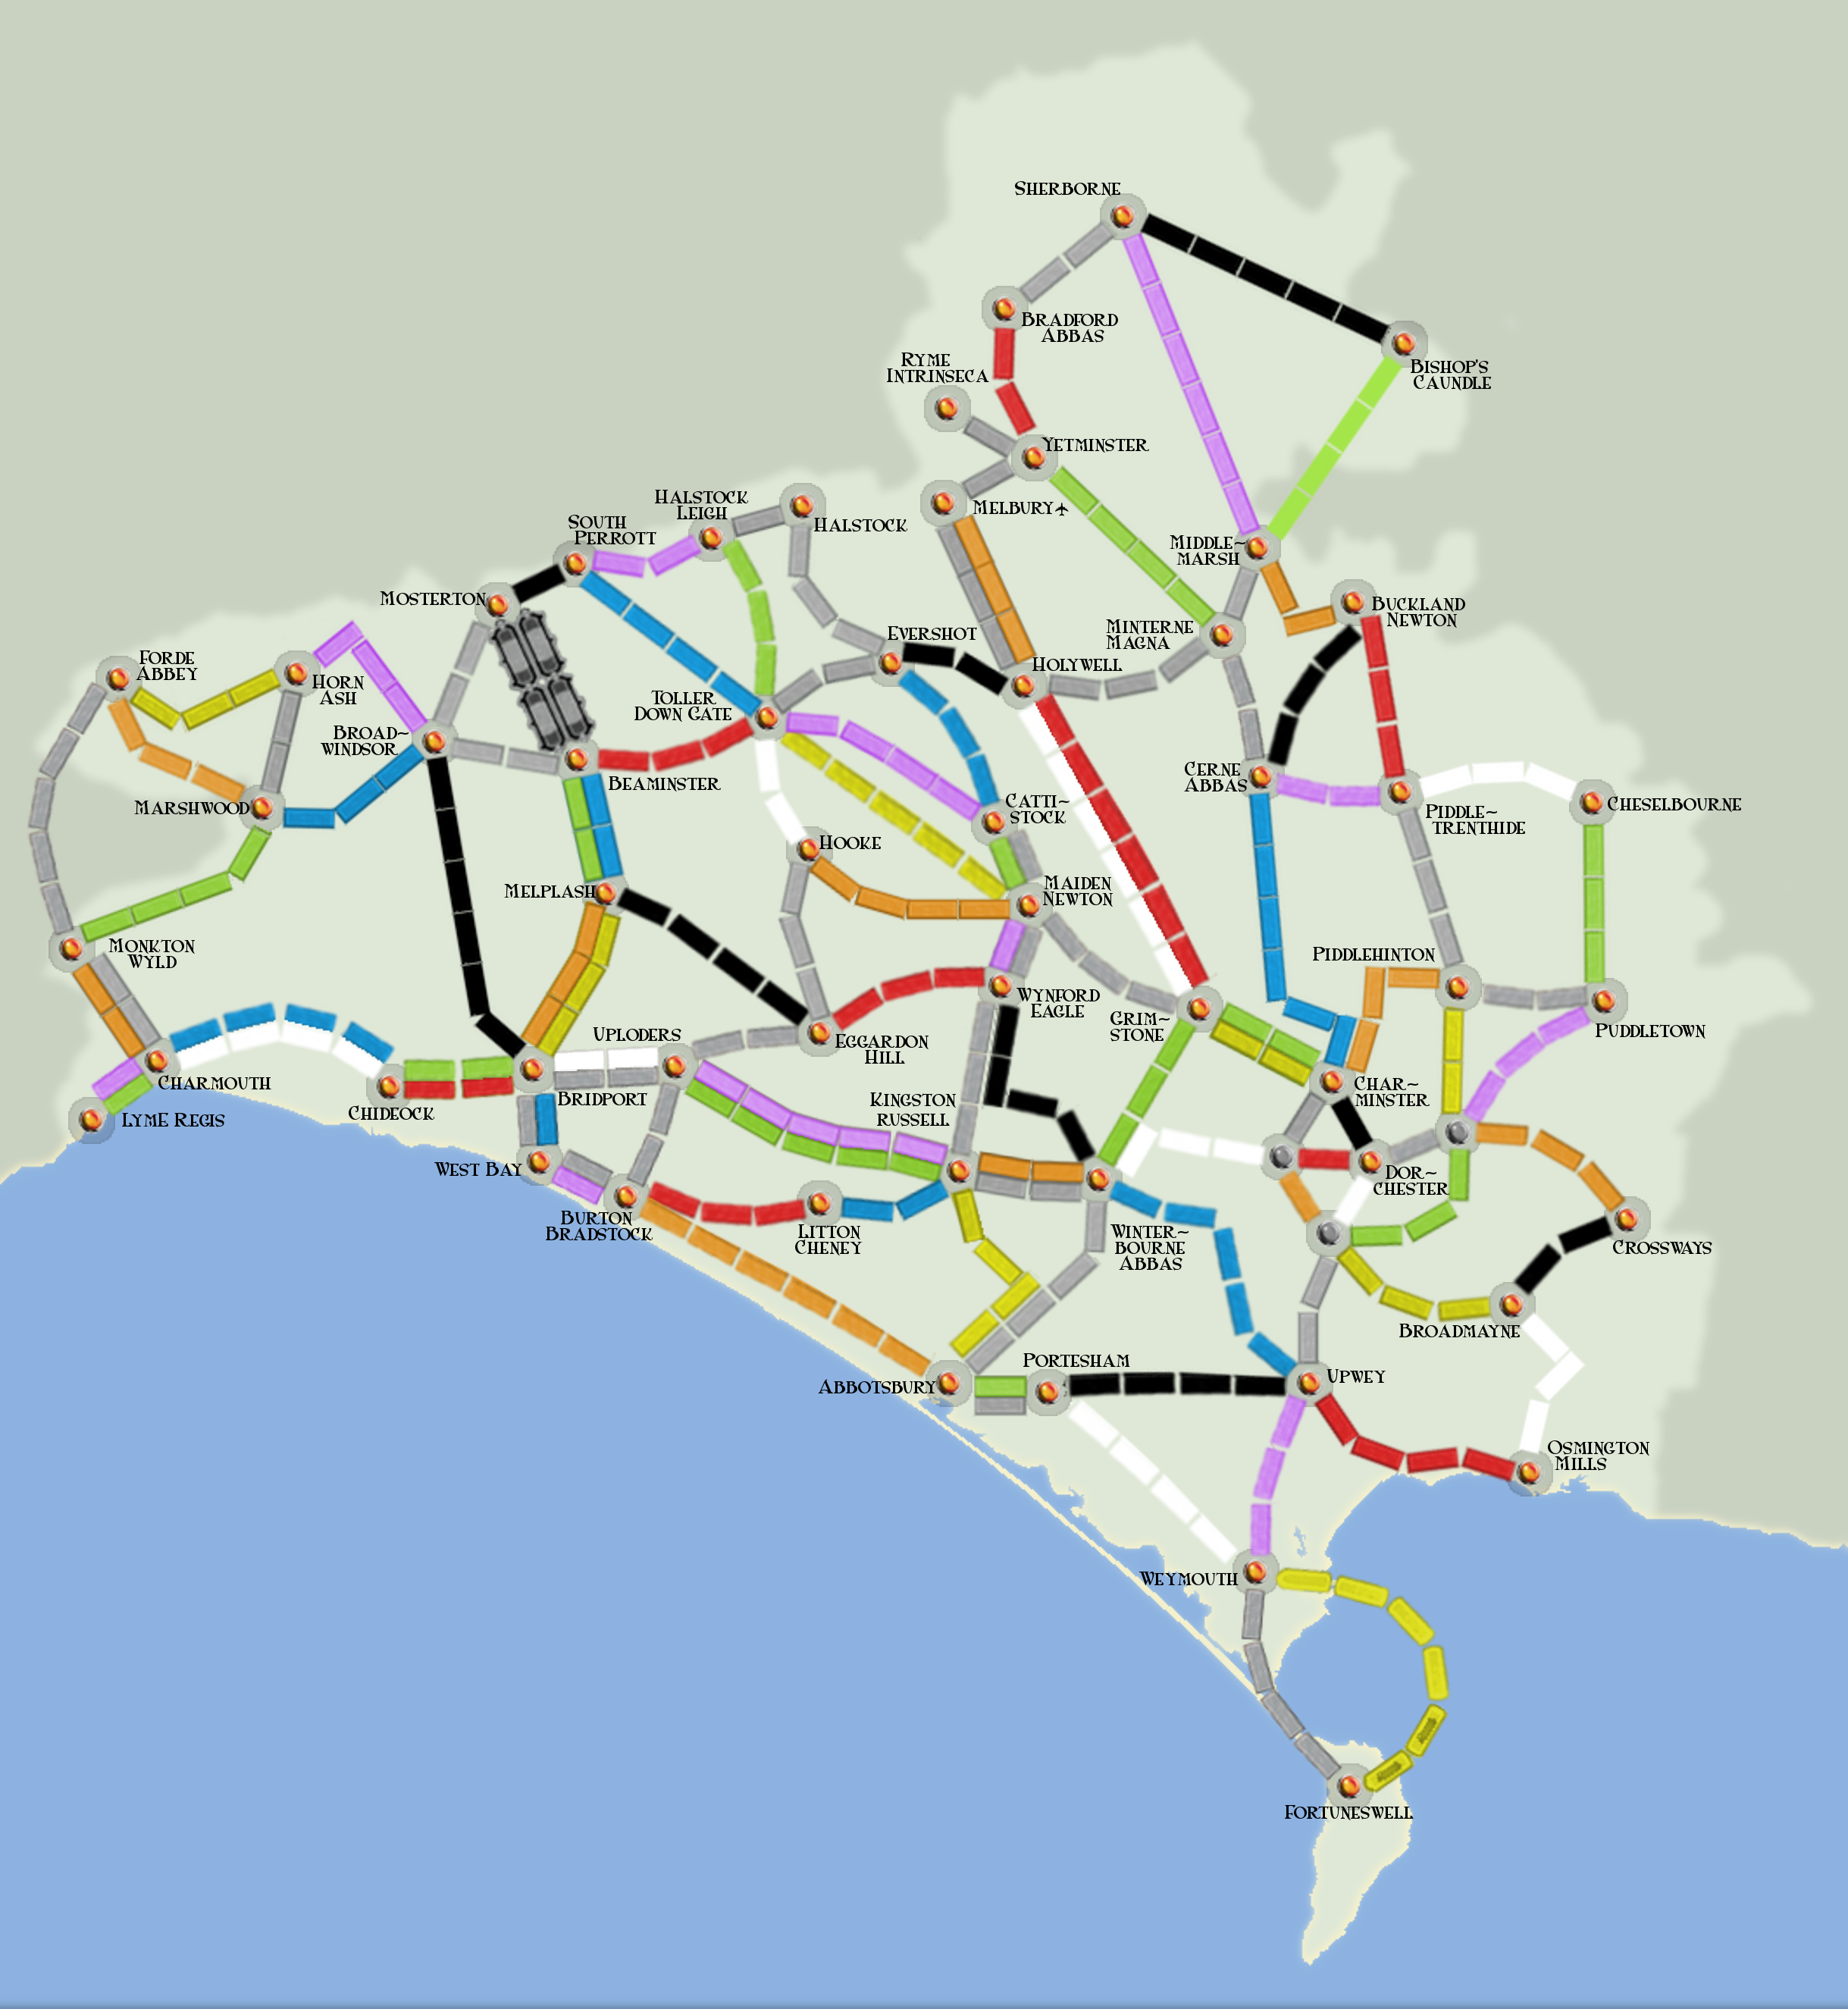 Sherborne
Bradford
Abbas
Ryme
Intrinseca
Bishop's
Caundle
Yetminster
Melbury
Halstock
Leigh
Halstock
South
Perrott
Middle~
marsh
Mosterton
Buckland
Newton
Minterne
Magna
Evershot
Holywell
Forde
Abbey
Horn
Ash
Toller
Down Gate
Broad~
windsor
Beaminster
Cerne
Abbas
Marshwood
Catti~
stock
Piddle~
trenthide
Cheselbourne
Hooke
Melplash
Maiden
Newton
Monkton
Wyld
Piddlehinton
Wynford
Eagle
Grim~
stone
Puddletown
Uploders
Eggardon
Hill
Charmouth
Chideock
Bridport
Kingston
Russell
Char~
minster
Lyme Regis
West Bay
Dor~
chester
Burton
Bradstock
Litton
Cheney
Winter~
bourne
Abbas
Crossways
Broadmayne
Portesham
Abbotsbury
Upwey
Osmington
Mills
Weymouth
Fortuneswell